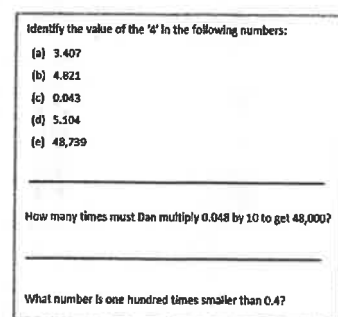 Identify the value of the '4' in the following numbers:
(a) 3.407
(b) 4.821
(c) 0.043
(d) 5.104
(e) 48,739
How many times must Dan multiply 0.048 by 10 to get 48,000?
What number is one hundred times smaller than 0.4?